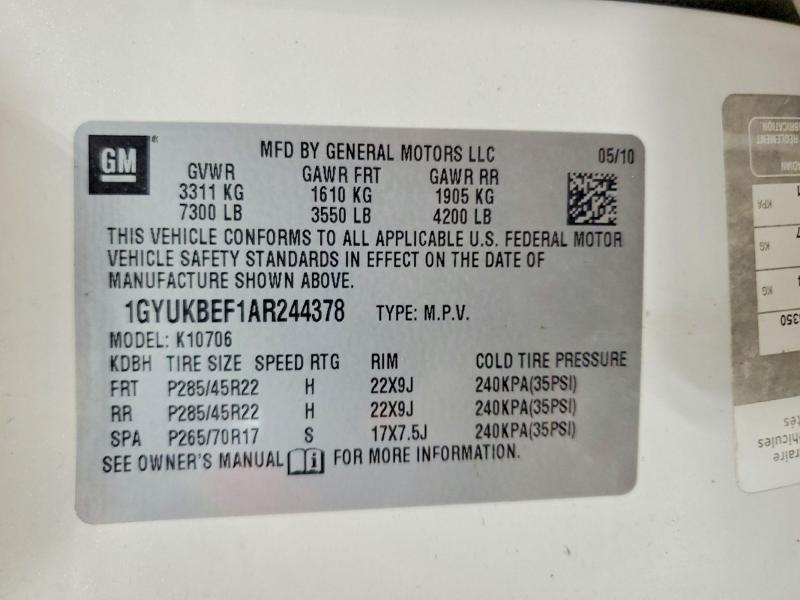 GM
MFD BY GENERAL MOTORS LLC 05/10
GVWR GAWR FRT GAWR RR
3311 KG 1610 KG 1905 KG
7300 LB 3550 LB 4200 LB
THIS VEHICLE CONFORMS TO ALL APPLICABLE U.S. FEDERAL MOTOR
VEHICLE SAFETY STANDARDS IN EFFECT ON THE DATE OF
MANUFACTURE SHOWN ABOVE.
1GYUKBEF1AR244378 TYPE: M.P.V.
MODEL: K10706
KDBH TIRE SIZE SPEED RTG RIM COLD TIRE PRESSURE
FRT P285/45R22 H 22X9J 240KPA(35PSI)
RR P285/45R22 H 22X9J 240KPA(35PSI)
SPA P265/70R17 S 17X7.5J 240KPA(35PSI)
SEE OWNER'S MANUAL i FOR MORE INFORMATION.
KPA
KG
KG
350